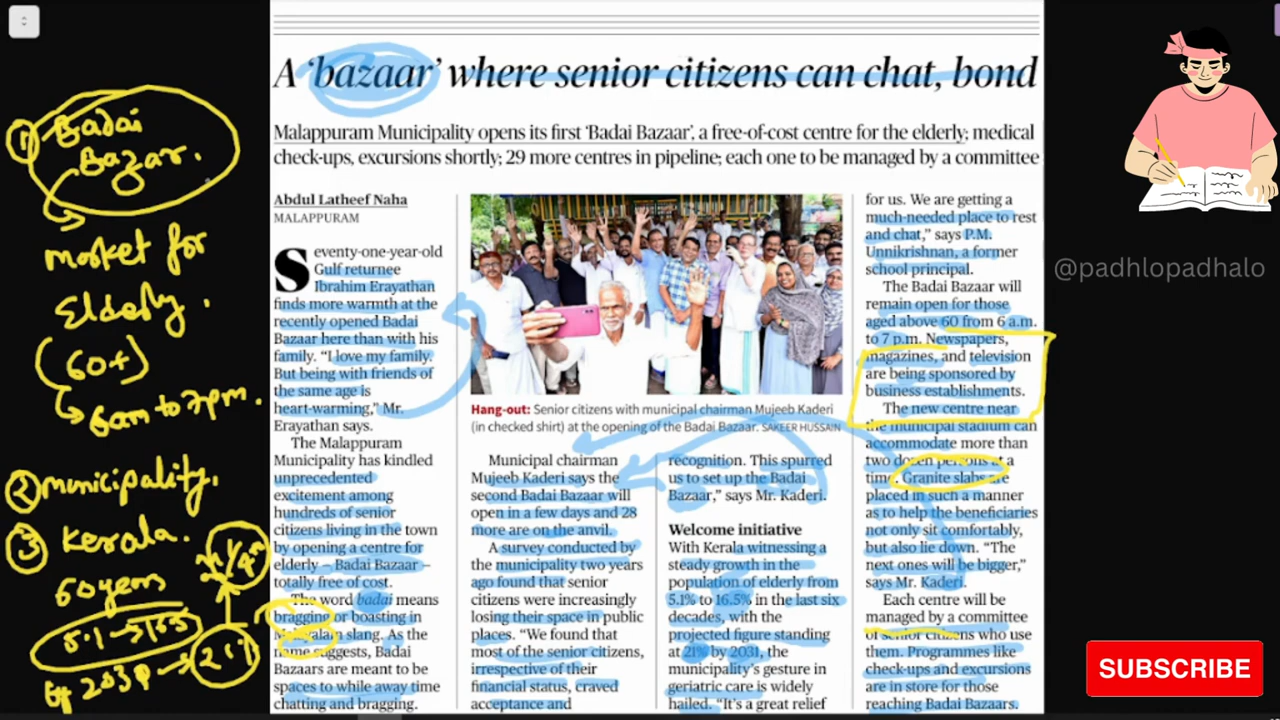 A ‘bazaar’ where senior citizens can chat, bond
Malappuram Municipality opens its first ‘Badai Bazaar’, a free-of-cost centre for the elderly; medical
check-ups, excursions shortly; 29 more centres in pipeline; each one to be managed by a committee
Abdul Latheef Naha
MALAPPURAM
Seventy-one-year-old
Gulf returnee
Ibrahim Erayathan
finds more warmth at the
recently opened Badai
Bazaar here than with his
family. “I love my family.
But being with friends of
the same age is
heart-warming,” Mr.
Erayathan says.
The Malappuram
Municipality has kindled
unprecedented
excitement among
hundreds of senior
citizens living in the town
by opening a centre for
elderly – Badai Bazaar –
totally free of cost.
The word badai means
bragging or boasting in
Malayalam slang. As the
name suggests, Badai
Bazaars are meant to be
spaces to while away time
chatting and bragging.
Hang-out: Senior citizens with municipal chairman Mujeeb Kaderi
(in checked shirt) at the opening of the Badai Bazaar. SAKEER HUSSAIN
Municipal chairman
Mujeeb Kaderi says the
second Badai Bazaar will
open in a few days and 28
more are on the anvil.
A survey conducted by
the municipality two years
ago found that senior
citizens were increasingly
losing their space in public
places. “We found that
most of the senior citizens,
irrespective of their
financial status, craved
acceptance and
recognition. This spurred
us to set up the Badai
Bazaar,” says Mr. Kaderi.
Welcome initiative
With Kerala witnessing a
steady growth in the
population of elderly from
5.1% to 16.5% in the last six
decades, with the
projected figure standing
at 21% by 2031, the
municipality’s gesture in
geriatric care is widely
hailed. “It’s a great relief
for us. We are getting a
much-needed place to rest
and chat,” says P.M.
Unnikrishnan, a former
school principal.
The Badai Bazaar will
remain open for those
aged above 60 from 6 a.m.
to 7 p.m. Newspapers,
magazines, and television
are being sponsored by
business establishments.
The new centre near
the municipal stadium can
accommodate more than
two dozen persons at a
time. Granite slabs are
placed in such a manner
as to help the beneficiaries
not only sit comfortably,
but also lie down. “The
next ones will be bigger,”
says Mr. Kaderi.
Each centre will be
managed by a committee
of senior citizens who use
them. Programmes like
check-ups and excursions
are in store for those
reaching Badai Bazaars.
① Badai
Bazar.
market for
Elderly.
(60+)
6am to 7pm.
② municipality.
③ Kerala.
60 years
21%
@padhlopadhalo
SUBSCRIBE